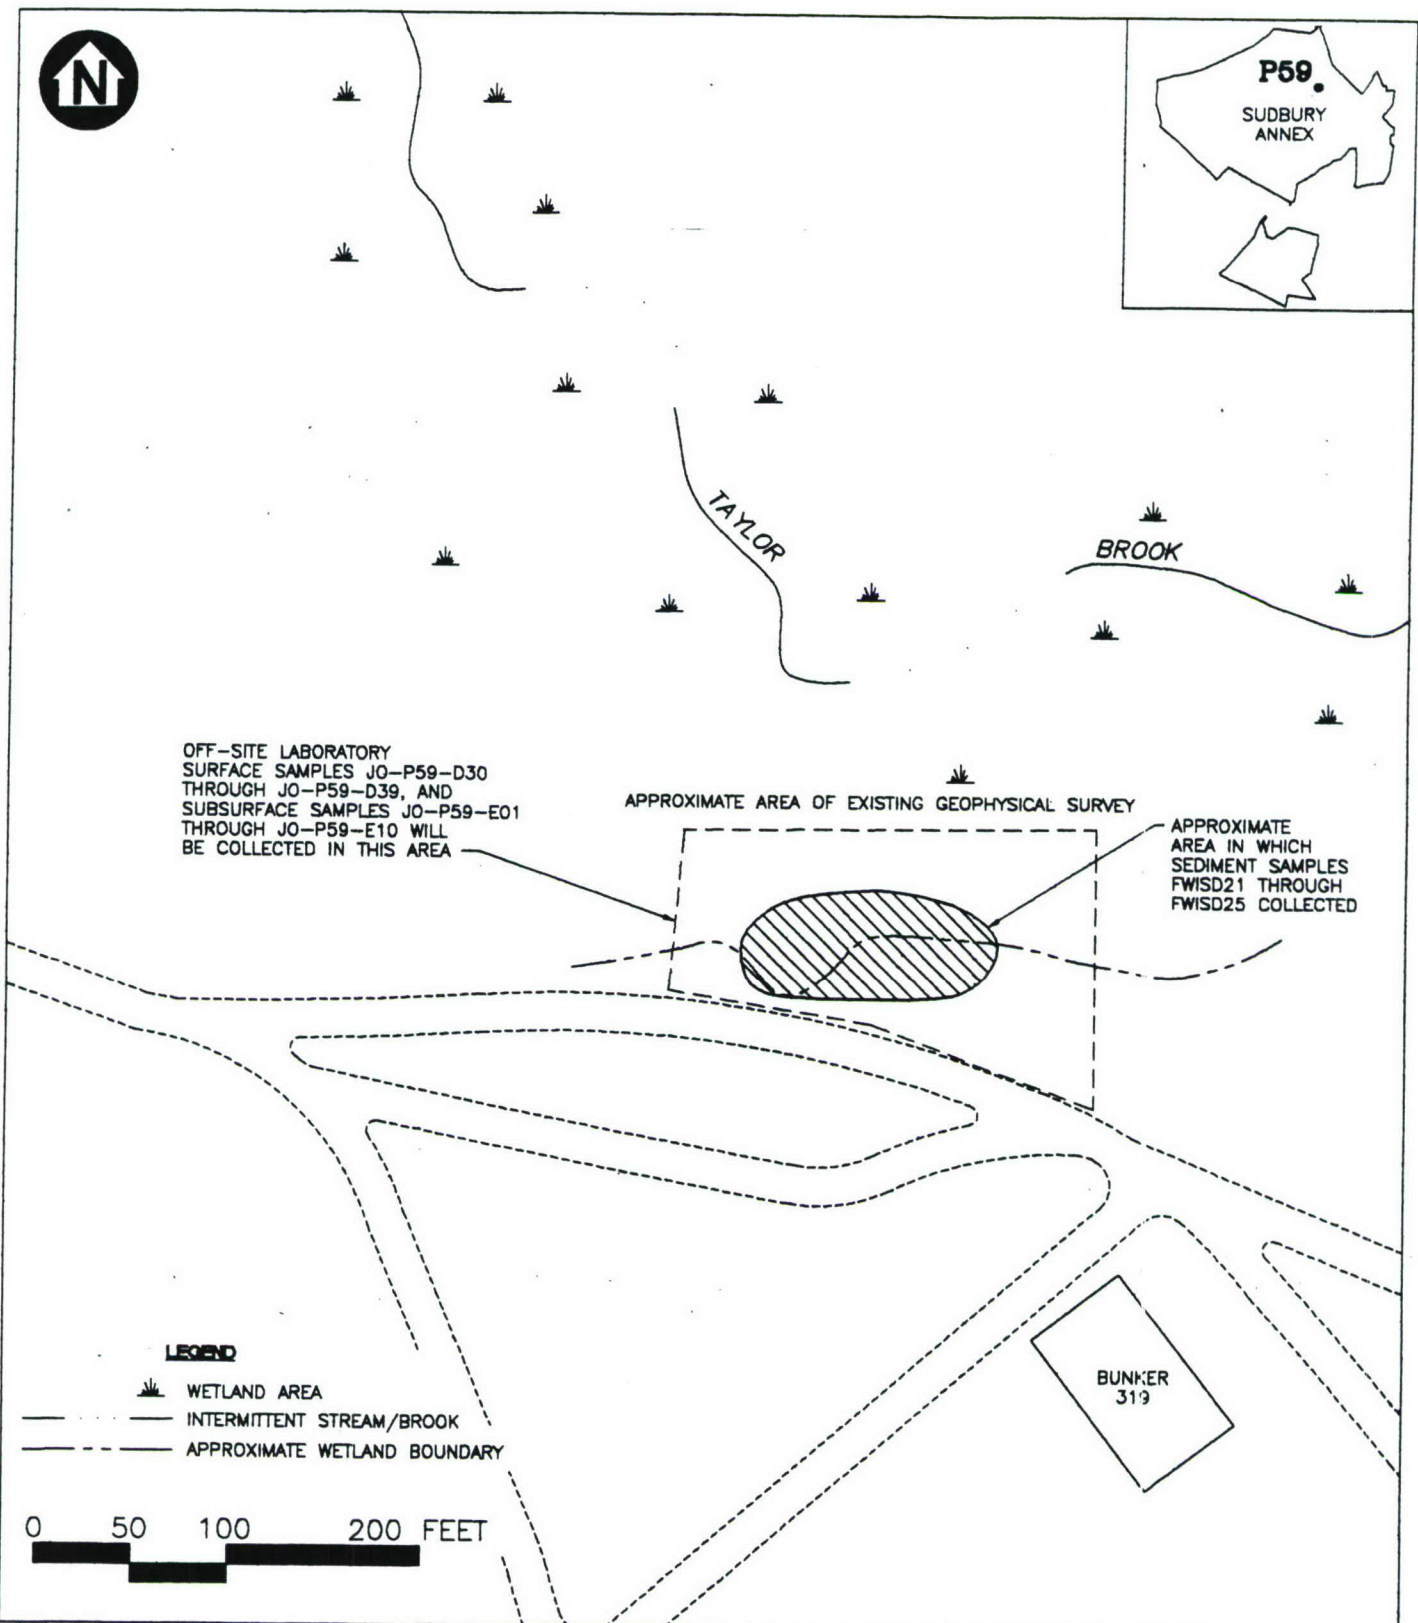 N
P59
SUDBURY
ANNEX
TAYLOR
BROOK
OFF-SITE LABORATORY
SURFACE SAMPLES JO-P59-D30
THROUGH JO-P59-D39, AND
SUBSURFACE SAMPLES JO-P59-E01
THROUGH JO-P59-E10 WILL
BE COLLECTED IN THIS AREA
APPROXIMATE AREA OF EXISTING GEOPHYSICAL SURVEY
APPROXIMATE
AREA IN WHICH
SEDIMENT SAMPLES
FWISD21 THROUGH
FWISD25 COLLECTED
BUNKER
319
LEGEND
WETLAND AREA
INTERMITTENT STREAM/BROOK
APPROXIMATE WETLAND BOUNDARY
0 50 100 200 FEET